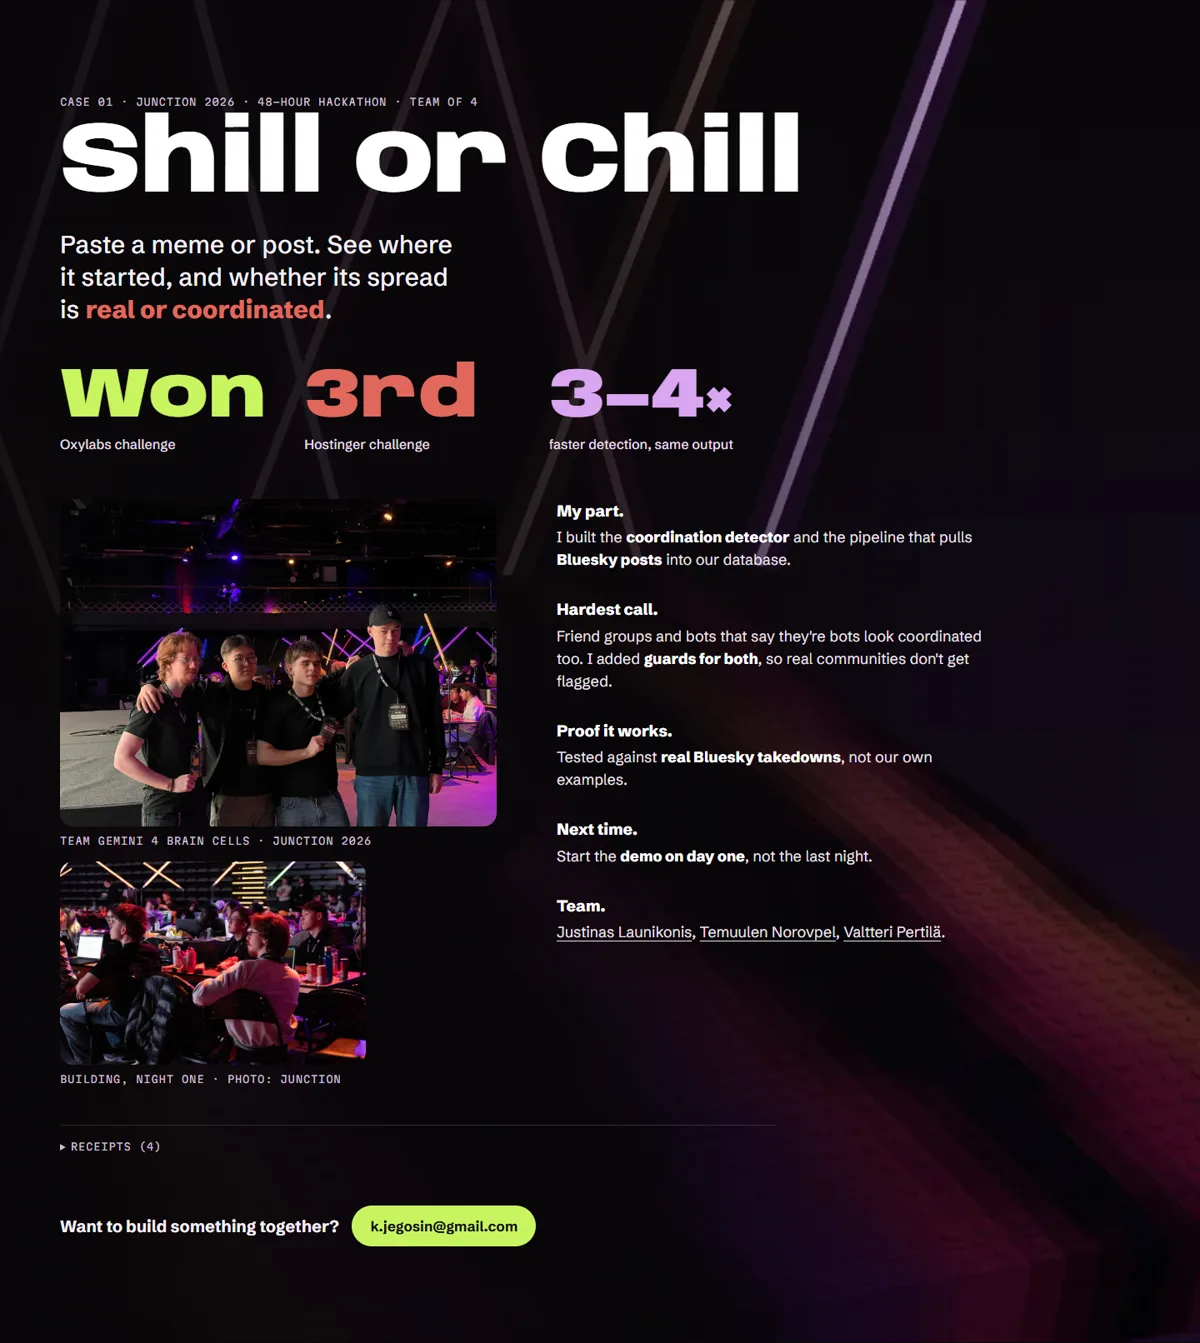 CASE 01 · JUNCTION 2026 · 48-HOUR HACKATHON · TEAM OF 4
Shill or Chill
Paste a meme or post. See where
it started, and whether its spread
is real or coordinated.
Won
Oxylabs challenge
3rd
Hostinger challenge
3–4×
faster detection, same output
TEAM GEMINI 4 BRAIN CELLS · JUNCTION 2026
BUILDING, NIGHT ONE · PHOTO: JUNCTION
My part.
I built the coordination detector and the pipeline that pulls
Bluesky posts into our database.
Hardest call.
Friend groups and bots that say they're bots look coordinated
too. I added guards for both, so real communities don't get
flagged.
Proof it works.
Tested against real Bluesky takedowns, not our own
examples.
Next time.
Start the demo on day one, not the last night.
Team.
Justinas Launikonis, Temuulen Norovpel, Valtteri Pertilä.
▸ RECEIPTS (4)
Want to build something together?
k.jegosin@gmail.com